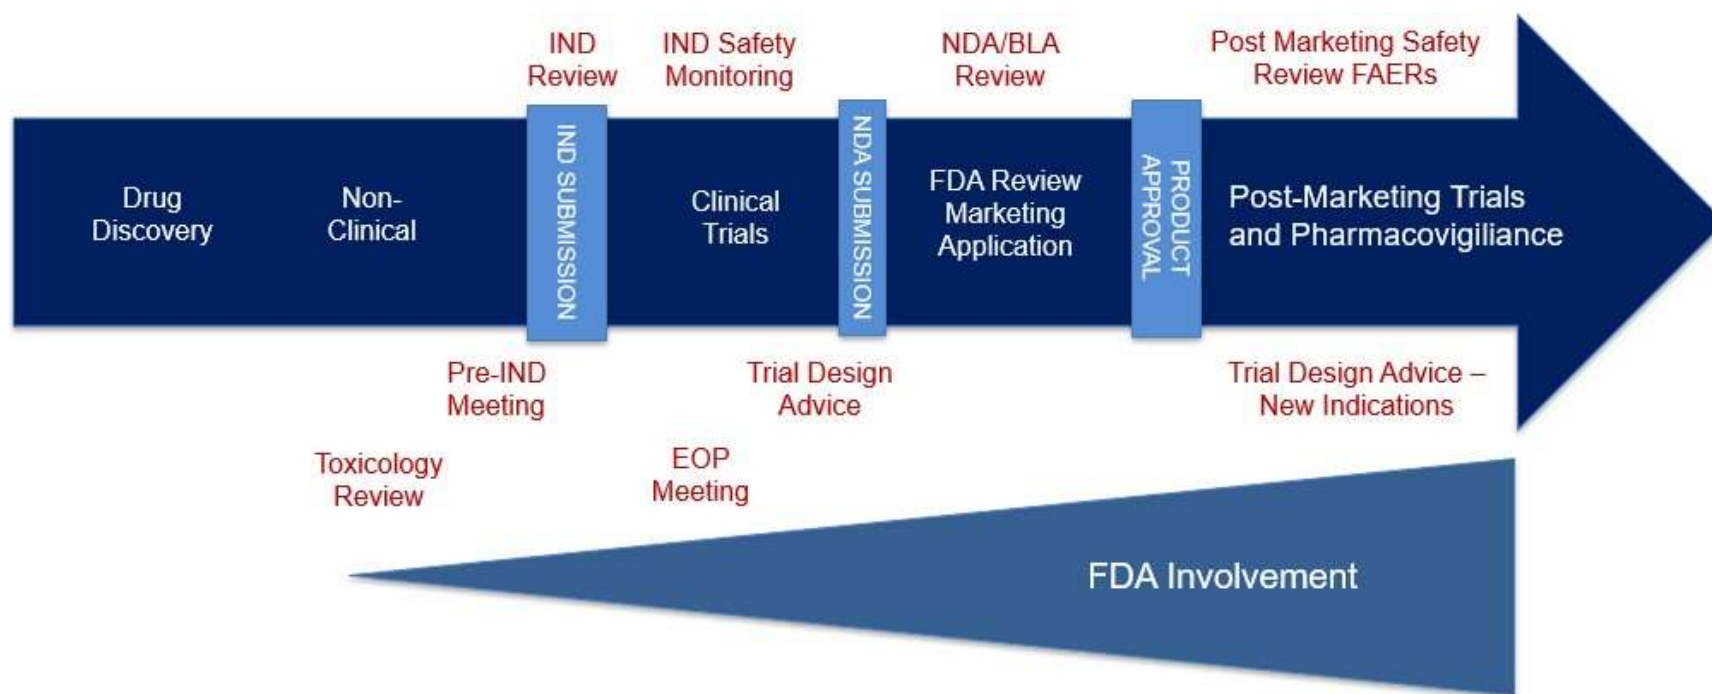 IND
Review
IND Safety
Monitoring
NDA/BLA
Review
Post Marketing Safety
Review FAERs
Drug
Discovery
Non-
Clinical
IND SUBMISSION
Clinical
Trials
NDA SUBMISSION
FDA Review
Marketing
Application
PRODUCT
APPROVAL
Post-Marketing Trials
and Pharmacovigiliance
Pre-IND
Meeting
Trial Design
Advice
Trial Design Advice –
New Indications
Toxicology
Review
EOP
Meeting
FDA Involvement